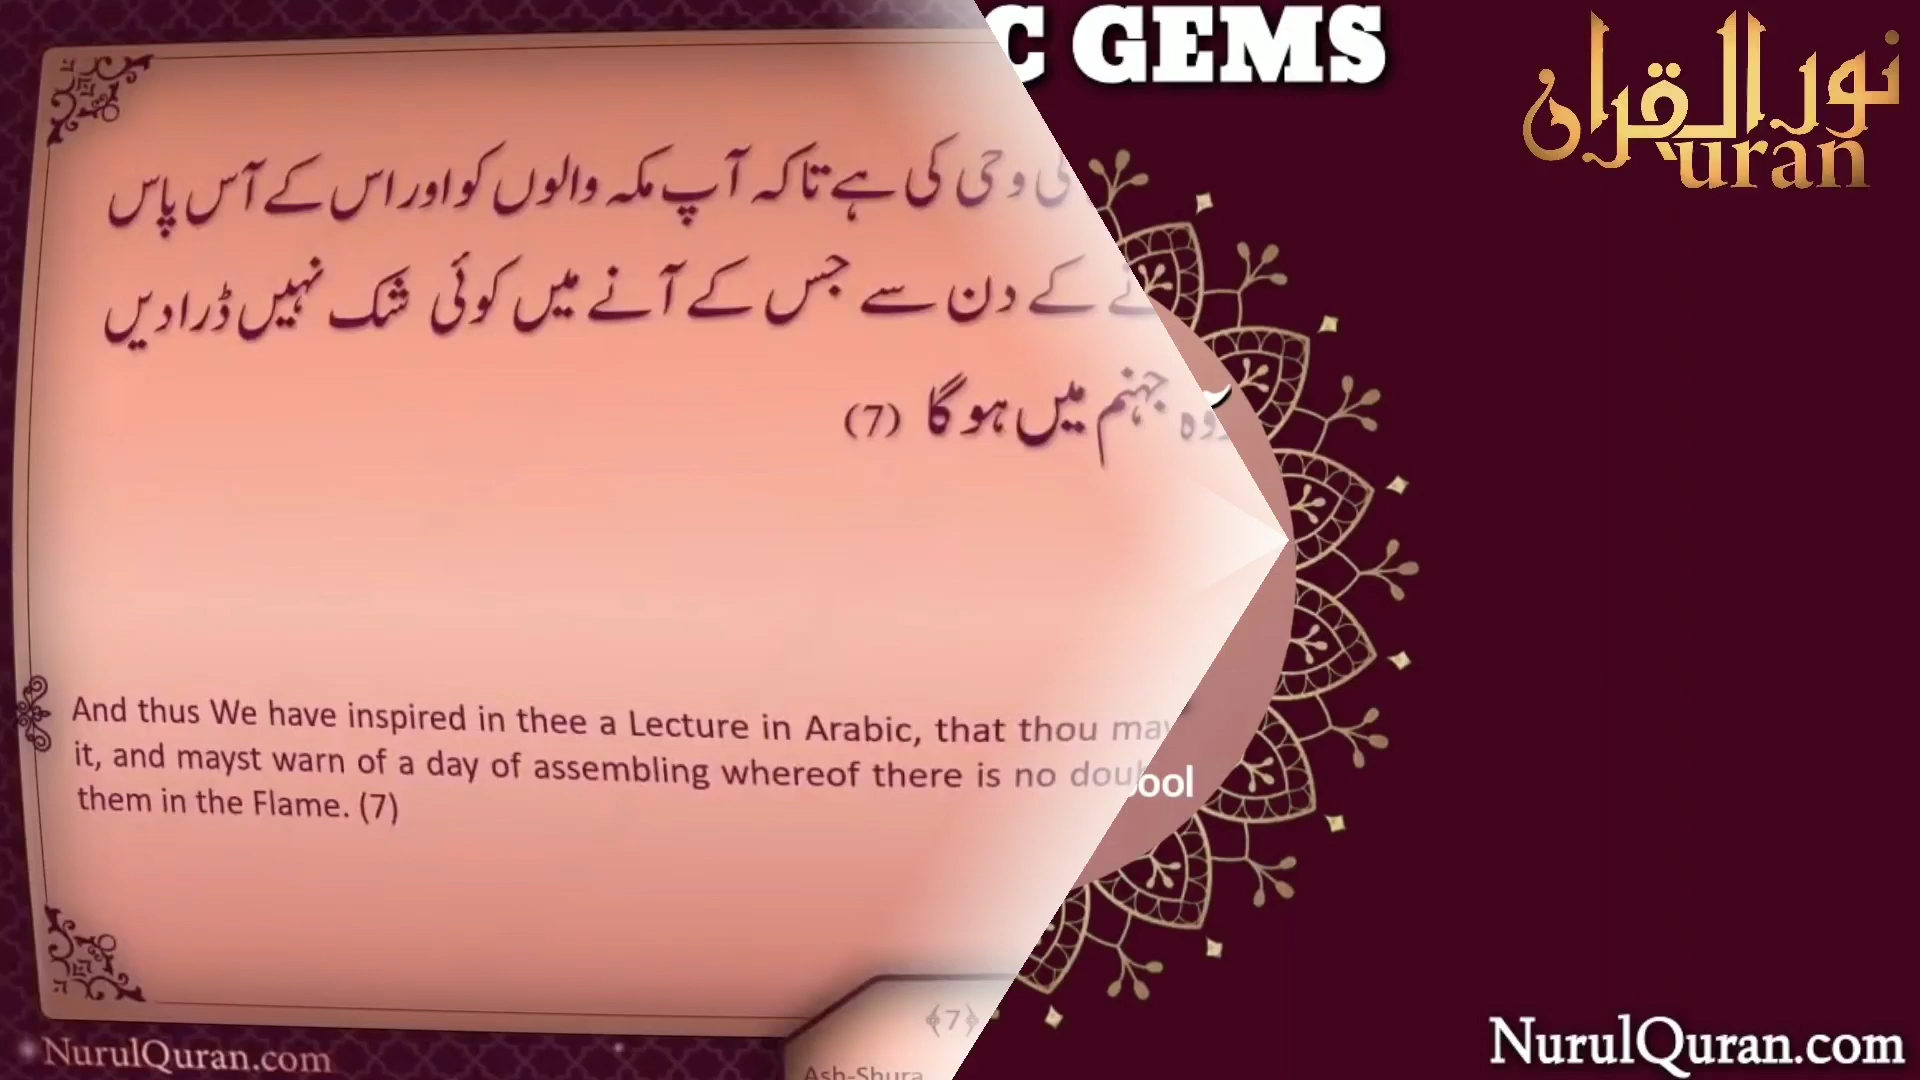 GEMS
نور القران
uran
وحی کی ہے تاکہ آپ مکہ والوں کو اور اس کے آس پاس
کے دن سے جس کے آنے میں کوئی شک نہیں ڈرا دیں
وہ جہنم میں ہو گا (7)
And thus We have inspired in thee a Lecture in Arabic, that thou
it, and mayst warn of a day of assembling whereof there is no
them in the Flame. (7)
﴿7﴾
Ash-Shura
NurulQuran.com
NurulQuran.com